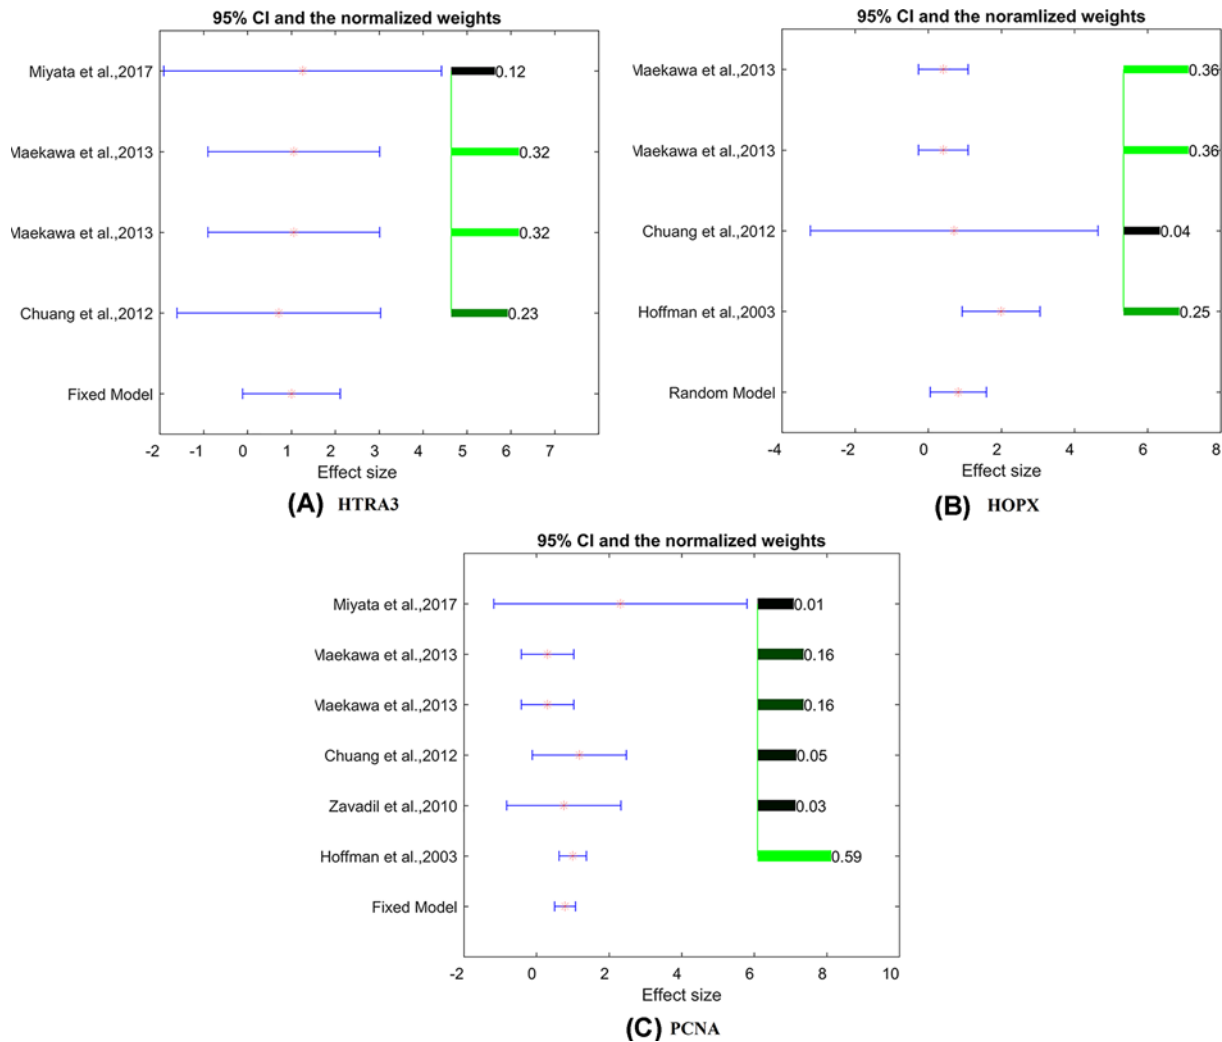 95% CI and the normalized weights
Miyata et al.,2017
0.12
Maekawa et al.,2013
0.32
Maekawa et al.,2013
0.32
Chuang et al.,2012
0.23
Fixed Model
-2 -1 0 1 2 3 4 5 6 7
Effect size
(A) HTRA3
95% CI and the noramlized weights
Maekawa et al.,2013
0.36
Maekawa et al.,2013
0.36
Chuang et al.,2012
0.04
Hoffman et al.,2003
0.25
Random Model
-4 -2 0 2 4 6 8
Effect size
(B) HOPX
95% CI and the normalized weights
Miyata et al.,2017
0.01
Maekawa et al.,2013
0.16
Maekawa et al.,2013
0.16
Chuang et al.,2012
0.05
Zavadil et al.,2010
0.03
Hoffman et al.,2003
0.59
Fixed Model
-2 0 2 4 6 8 10
Effect size
(C) PCNA